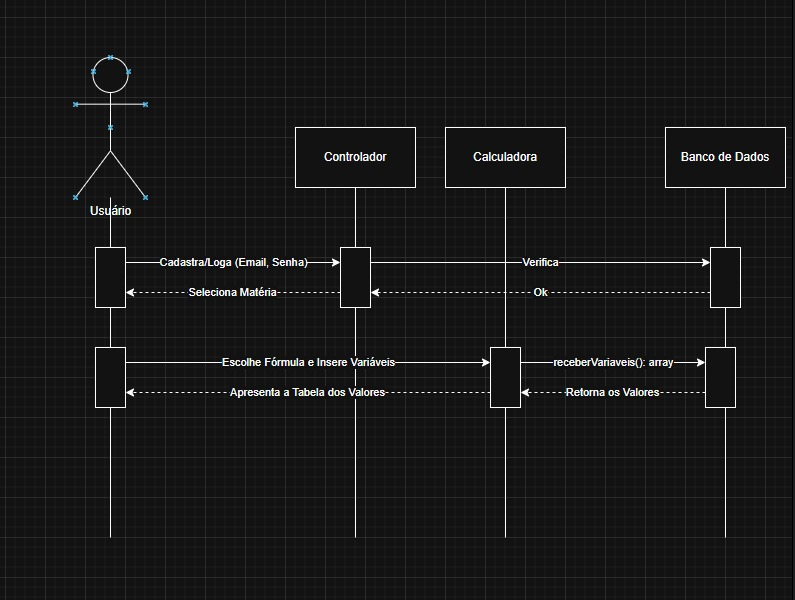 Controlador
Calculadora
Banco de Dados
Usuário
Cadastra/Loga (Email, Senha)
Verifica
Seleciona Matéria
Ok
Escolhe Fórmula e Insere Variáveis
receberVariaveis(): array
Apresenta a Tabela dos Valores
Retorna os Valores